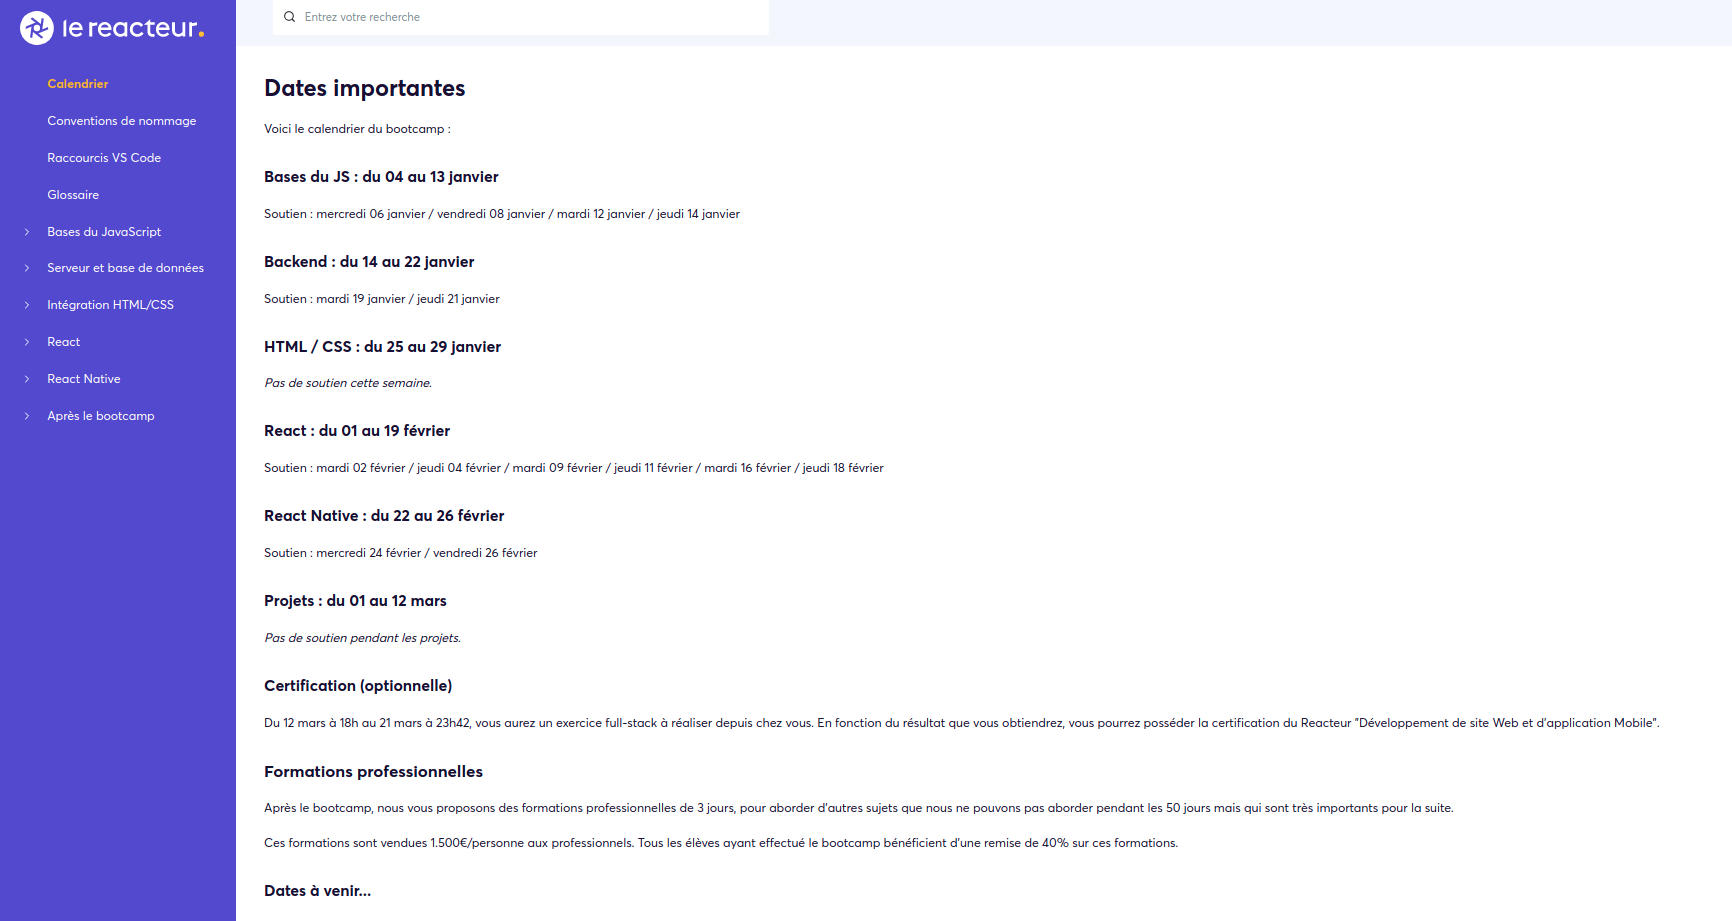 le reacteur.
Entrez votre recherche
Calendrier
Conventions de nommage
Raccourcis VS Code
Glossaire
Bases du JavaScript
Serveur et base de données
Intégration HTML/CSS
React
React Native
Après le bootcamp
Dates importantes
Voici le calendrier du bootcamp :
Bases du JS : du 04 au 13 janvier
Soutien : mercredi 06 janvier / vendredi 08 janvier / mardi 12 janvier / jeudi 14 janvier
Backend : du 14 au 22 janvier
Soutien : mardi 19 janvier / jeudi 21 janvier
HTML / CSS : du 25 au 29 janvier
Pas de soutien cette semaine.
React : du 01 au 19 février
Soutien : mardi 02 février / jeudi 04 février / mardi 09 février / jeudi 11 février / mardi 16 février / jeudi 18 février
React Native : du 22 au 26 février
Soutien : mercredi 24 février / vendredi 26 février
Projets : du 01 au 12 mars
Pas de soutien pendant les projets.
Certification (optionnelle)
Du 12 mars à 18h au 21 mars à 23h42, vous aurez un exercice full-stack à réaliser depuis chez vous. En fonction du résultat que vous obtiendrez, vous pourrez posséder la certification du Reacteur "Développement de site Web et d'application Mobile".
Formations professionnelles
Après le bootcamp, nous vous proposons des formations professionnelles de 3 jours, pour aborder d'autres sujets que nous ne pouvons pas aborder pendant les 50 jours mais qui sont très importants pour la suite.
Ces formations sont vendues 1.500€/personne aux professionnels. Tous les élèves ayant effectué le bootcamp bénéficient d'une remise de 40% sur ces formations.
Dates à venir...